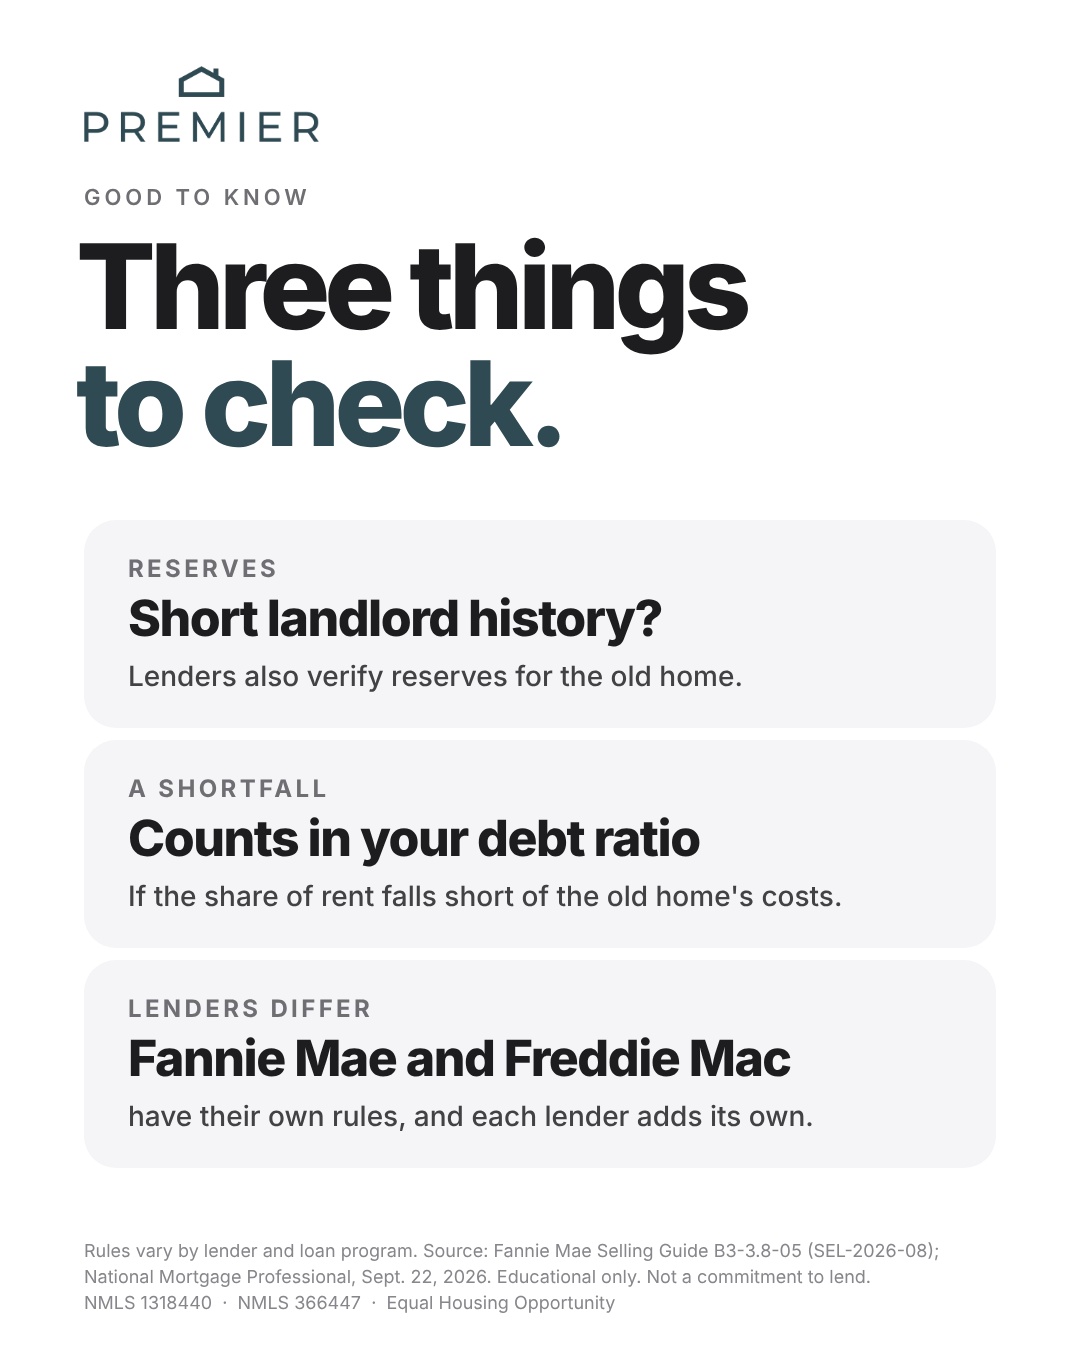 PREMIER
GOOD TO KNOW
Three things
to check.
RESERVES
Short landlord history?
Lenders also verify reserves for the old home.
A SHORTFALL
Counts in your debt ratio
If the share of rent falls short of the old home's costs.
LENDERS DIFFER
Fannie Mae and Freddie Mac
have their own rules, and each lender adds its own.
Rules vary by lender and loan program. Source: Fannie Mae Selling Guide B3-3.8-05 (SEL-2026-08);
National Mortgage Professional, Sept. 22, 2026. Educational only. Not a commitment to lend.
NMLS 1318440 · NMLS 366447 · Equal Housing Opportunity